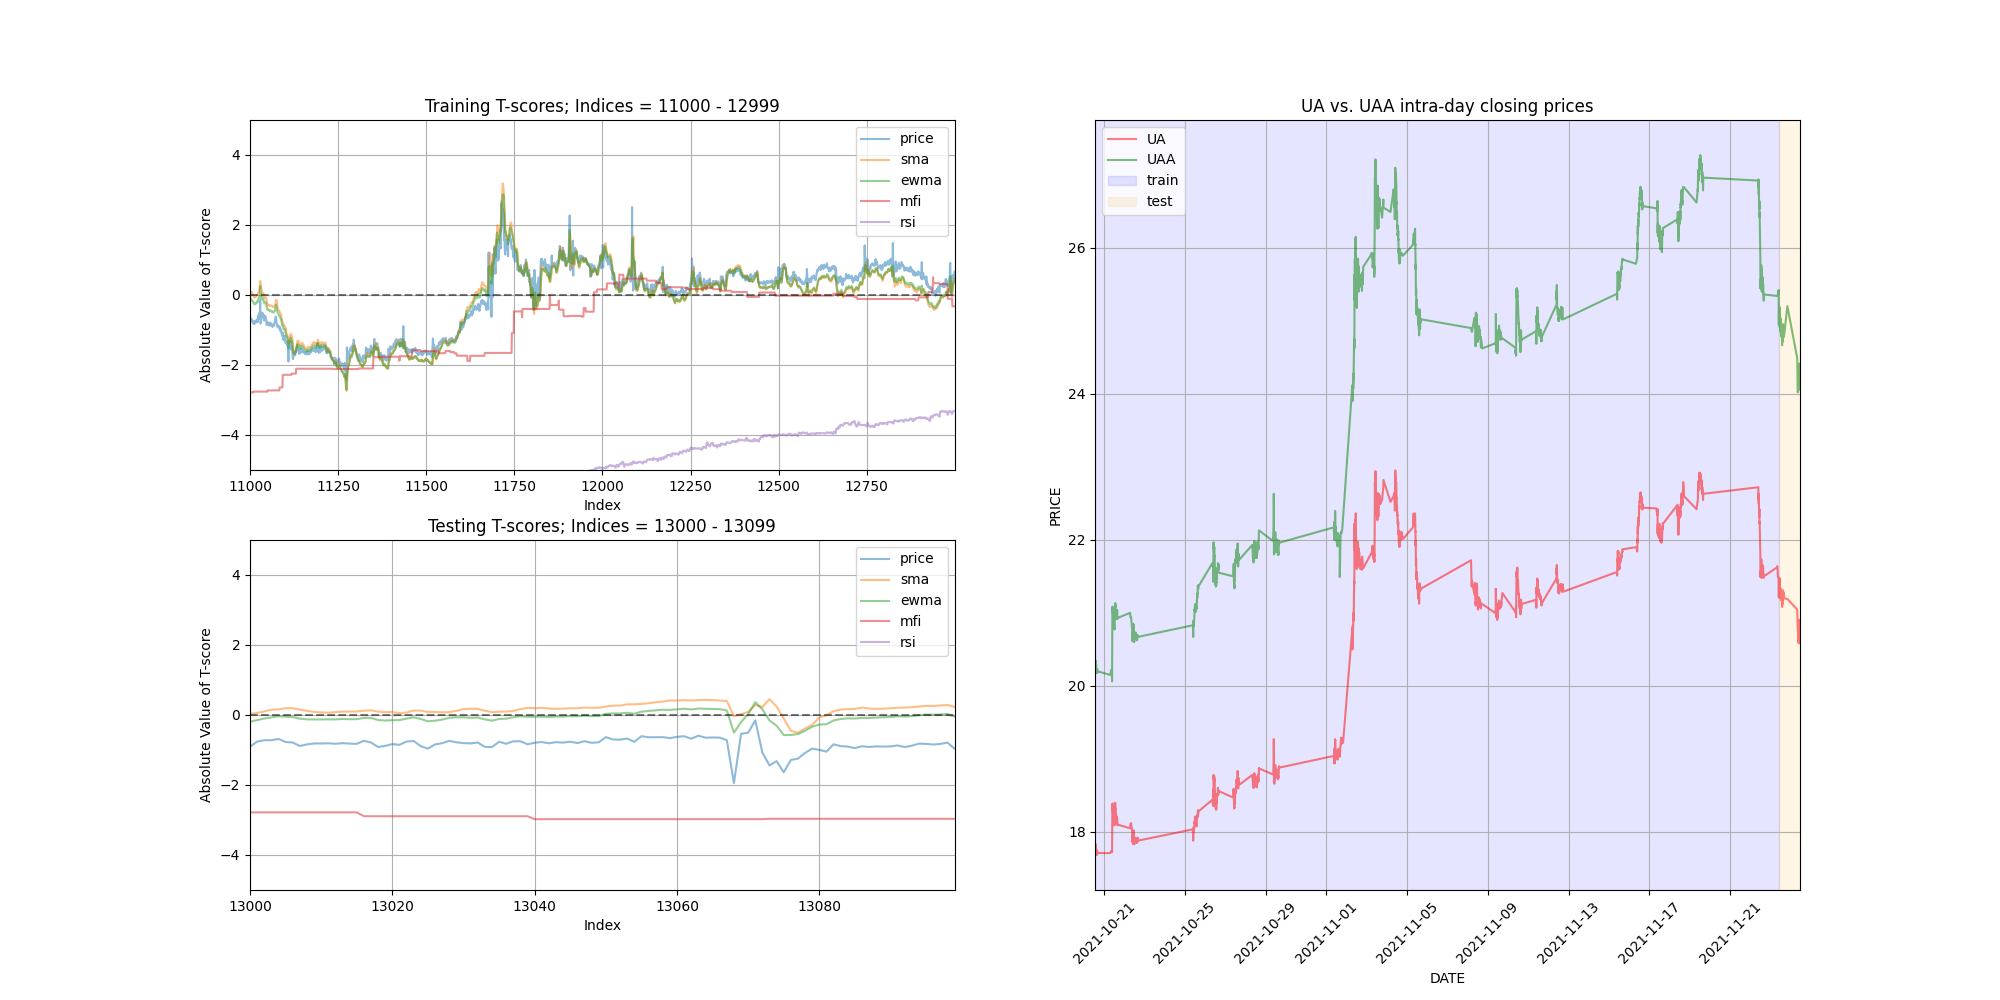 Training T-scores; Indices = 11000 - 12999
Absolute Value of T-score
4
2
0
−2
−4
price
sma
ewma
mfi
rsi
11000 11250 11500 11750 12000 12250 12500 12750
Index
Testing T-scores; Indices = 13000 - 13099
Absolute Value of T-score
4
2
0
−2
−4
price
sma
ewma
mfi
rsi
13000 13020 13040 13060 13080
Index
UA vs. UAA intra-day closing prices
PRICE
26
24
22
20
18
UA
UAA
train
test
2021-10-21 2021-10-25 2021-10-29 2021-11-01 2021-11-05 2021-11-09 2021-11-13 2021-11-17 2021-11-21
DATE